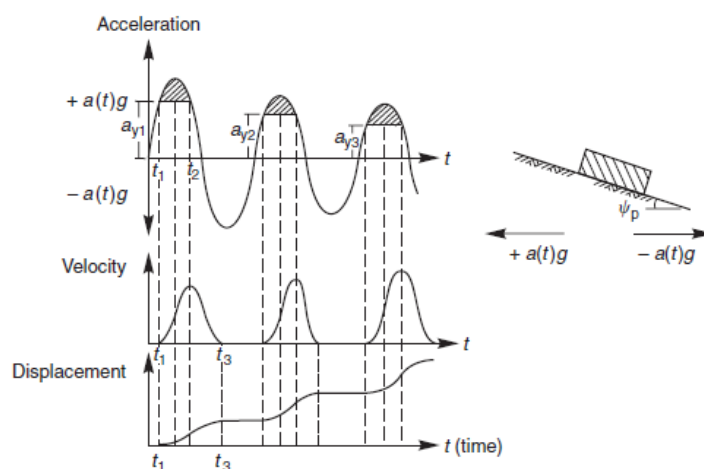 Acceleration
+ a(t)g
a_y1
a_y2
a_y3
t_1
t_2
t
− a(t)g
ψ_p
+ a(t)g
− a(t)g
Velocity
t_1
t_3
t
Displacement
t_1
t_3
t (time)